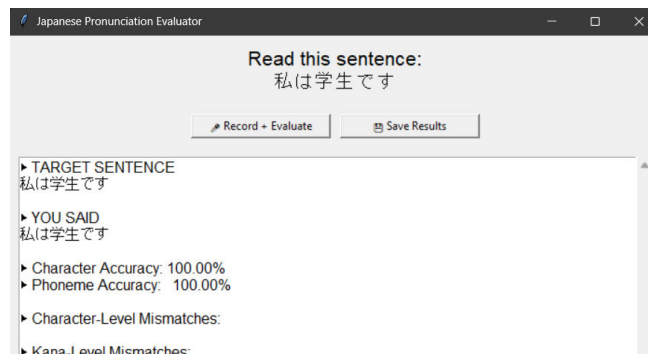 Japanese Pronunciation Evaluator
Read this sentence:
私は学生です
Record + Evaluate
Save Results
▸ TARGET SENTENCE
私は学生です
▸ YOU SAID
私は学生です
▸ Character Accuracy: 100.00%
▸ Phoneme Accuracy: 100.00%
▸ Character-Level Mismatches:
▸ Kana-Level Mismatches: